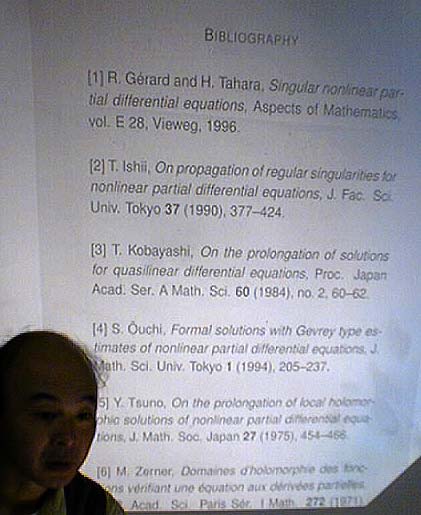 BIBLIOGRAPHY
[1] R. Gérard and H. Tahara, Singular nonlinear par-
tial differential equations, Aspects of Mathematics,
vol. E 28, Vieweg, 1996.
[2] T. Ishii, On propagation of regular singularities for
nonlinear partial differential equations, J. Fac. Sci.
Univ. Tokyo 37 (1990), 377–424.
[3] T. Kobayashi, On the prolongation of solutions
for quasilinear differential equations, Proc. Japan
Acad. Ser. A Math. Sci. 60 (1984), no. 2, 60–62.
[4] S. Ōuchi, Formal solutions with Gevrey type es-
timates of nonlinear partial differential equations, J.
Math. Sci. Univ. Tokyo 1 (1994), 205–237.
5] Y. Tsuno, On the prolongation of local holomor-
phic solutions of nonlinear partial differential equa-
tions, J. Math. Soc. Japan 27 (1975), 454–466.
[6] M. Zerner, Domaines d'holomorphie des fonc-
ons vérifiant une équation aux dérivées partielles,
Acad. Sci. Paris Sér. I Math. 272 (1971),